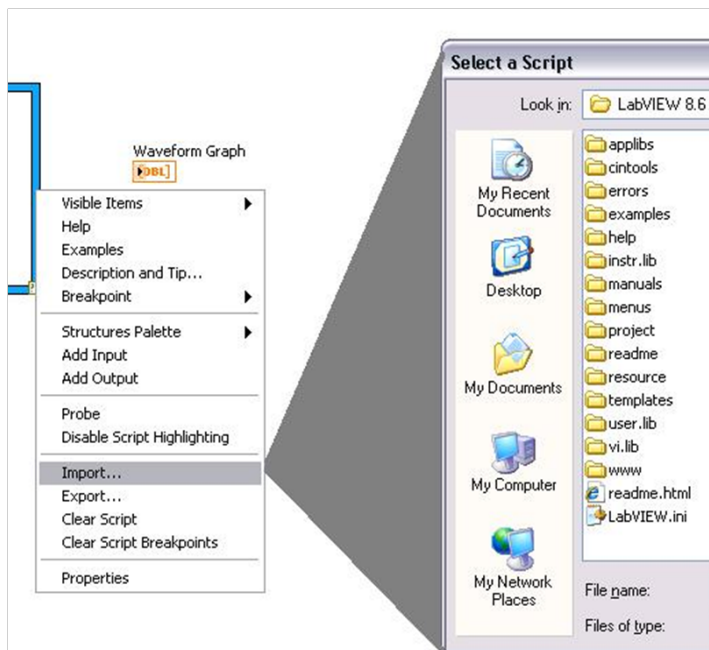 Waveform Graph
DBL]
Visible Items
Help
Examples
Description and Tip...
Breakpoint
Structures Palette
Add Input
Add Output
Probe
Disable Script Highlighting
Import...
Export...
Clear Script
Clear Script Breakpoints
Properties
Select a Script
Look in:
LabVIEW 8.6
My Recent
Documents
Desktop
My Documents
My Computer
My Network
Places
applibs
cintools
errors
examples
help
instr.lib
manuals
menus
project
readme
resource
templates
user.lib
vi.lib
www
readme.html
LabVIEW.ini
File name:
Files of type: